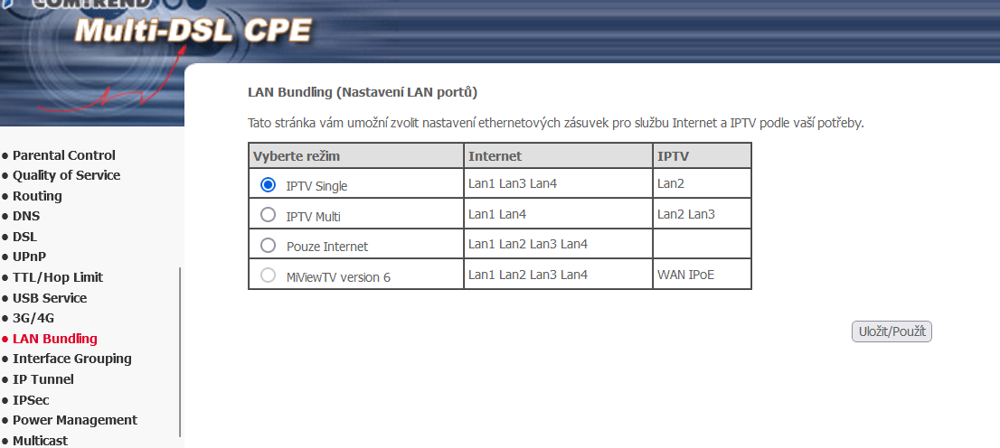 COMTREND
Multi-DSL CPE
LAN Bundling (Nastavení LAN portů)
Tato stránka vám umožní zvolit nastavení ethernetových zásuvek pro službu Internet a IPTV podle vaší potřeby.
Vyberte režim Internet IPTV
IPTV Single Lan1 Lan3 Lan4 Lan2
IPTV Multi Lan1 Lan4 Lan2 Lan3
Pouze Internet Lan1 Lan2 Lan3 Lan4
MiViewTV version 6 Lan1 Lan2 Lan3 Lan4 WAN IPoE
Uložit/Použít
Parental Control
Quality of Service
Routing
DNS
DSL
UPnP
TTL/Hop Limit
USB Service
3G/4G
LAN Bundling
Interface Grouping
IP Tunnel
IPSec
Power Management
Multicast